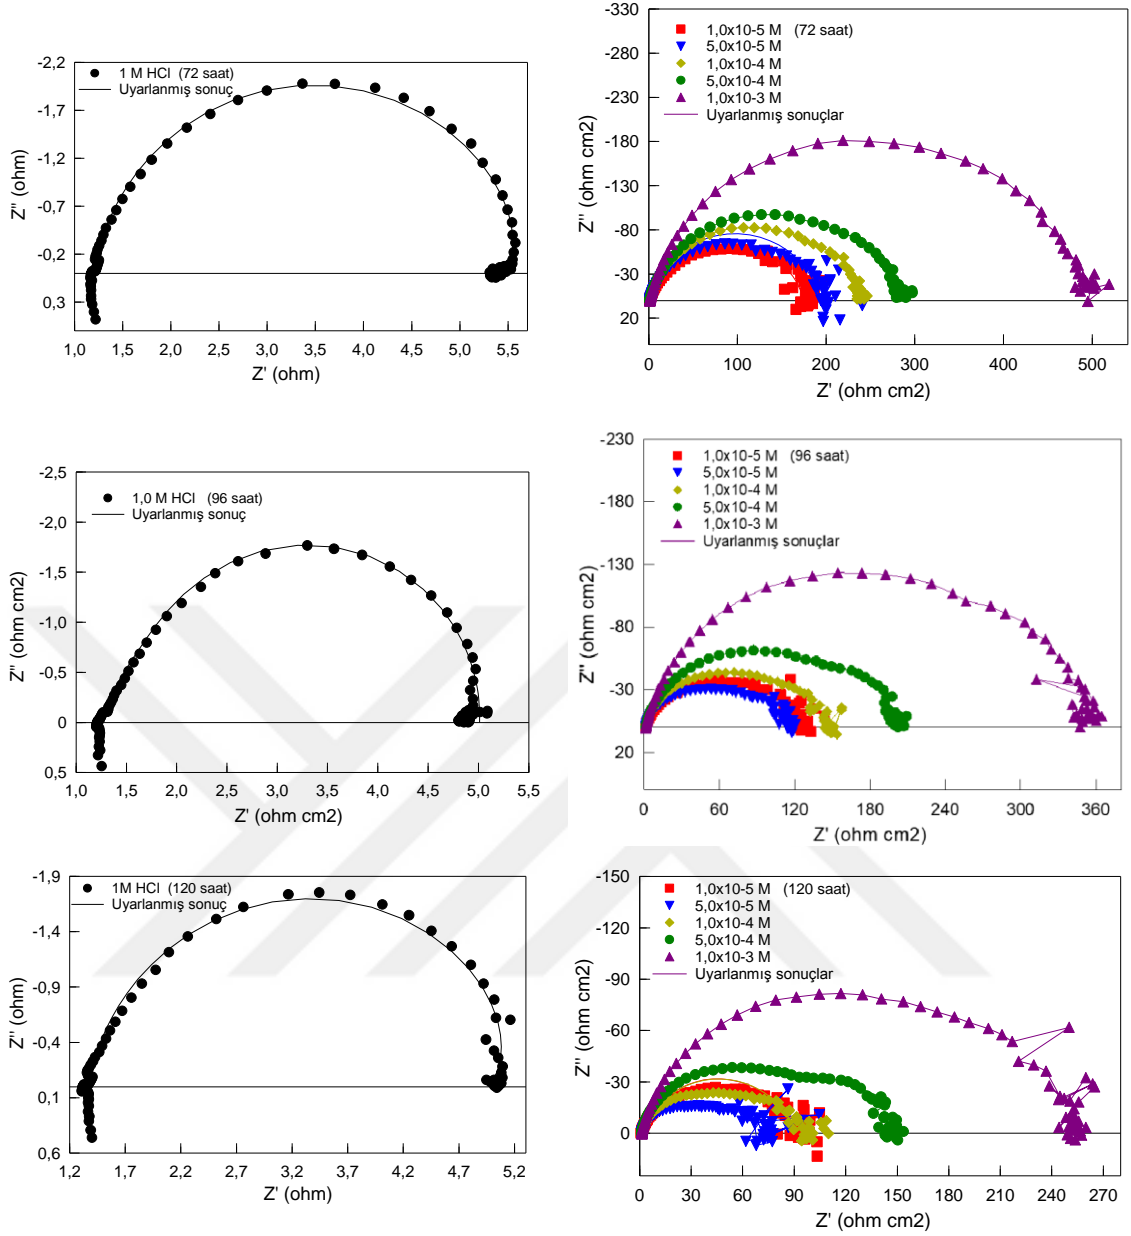 1 M HCl (72 saat)
Uyarlanmış sonuç
-2,2
-1,7
-1,2
-0,7
-0,2
0,3
Z'' (ohm)
1,0 1,5 2,0 2,5 3,0 3,5 4,0 4,5 5,0 5,5
Z' (ohm)
1,0x10-5 M (72 saat)
5,0x10-5 M
1,0x10-4 M
5,0x10-4 M
1,0x10-3 M
Uyarlanmış sonuçlar
-330
-280
-230
-180
-130
-80
-30
20
Z'' (ohm cm2)
0 100 200 300 400 500
Z' (ohm cm2)
1,0 M HCl (96 saat)
Uyarlanmış sonuç
-2,5
-2,0
-1,5
-1,0
-0,5
0
0,5
Z'' (ohm cm2)
1,0 1,5 2,0 2,5 3,0 3,5 4,0 4,5 5,0 5,5
Z' (ohm cm2)
1,0x10-5 M (96 saat)
5,0x10-5 M
1,0x10-4 M
5,0x10-4 M
1,0x10-3 M
Uyarlanmış sonuçlar
-230
-180
-130
-80
-30
20
Z'' (ohm cm2)
0 60 120 180 240 300 360
Z' (ohm cm2)
1M HCl (120 saat)
Uyarlanmış sonuç
-1,9
-1,4
-0,9
-0,4
0,1
0,6
Z'' (ohm)
1,2 1,7 2,2 2,7 3,2 3,7 4,2 4,7 5,2
Z' (ohm)
1,0x10-5 M (120 saat)
5,0x10-5 M
1,0x10-4 M
5,0x10-4 M
1,0x10-3 M
Uyarlanmış sonuçlar
-150
-120
-90
-60
-30
0
Z'' (ohm cm2)
0 30 60 90 120 150 180 210 240 270
Z' (ohm cm2)